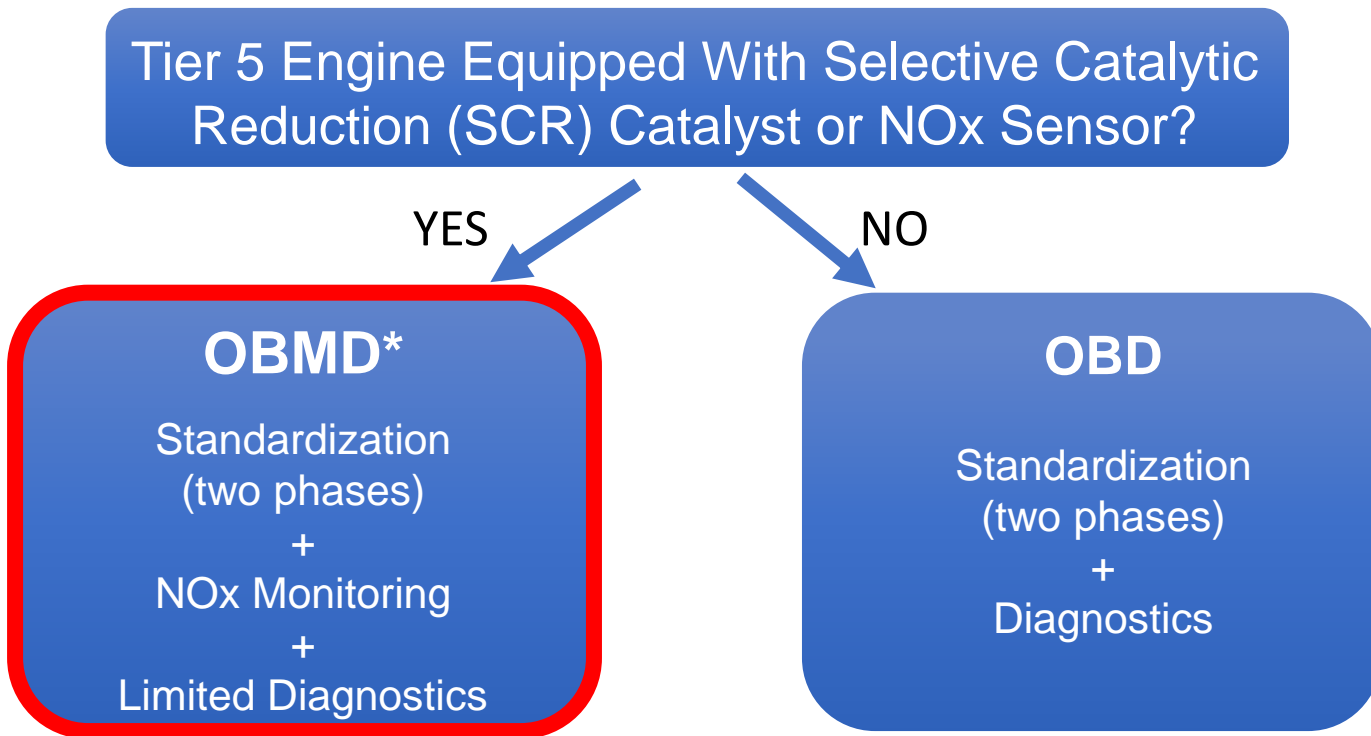 Tier 5 Engine Equipped With Selective Catalytic
Reduction (SCR) Catalyst or NOx Sensor?
YES
NO
OBMD*
Standardization
(two phases)
+
NOx Monitoring
+
Limited Diagnostics
OBD
Standardization
(two phases)
+
Diagnostics